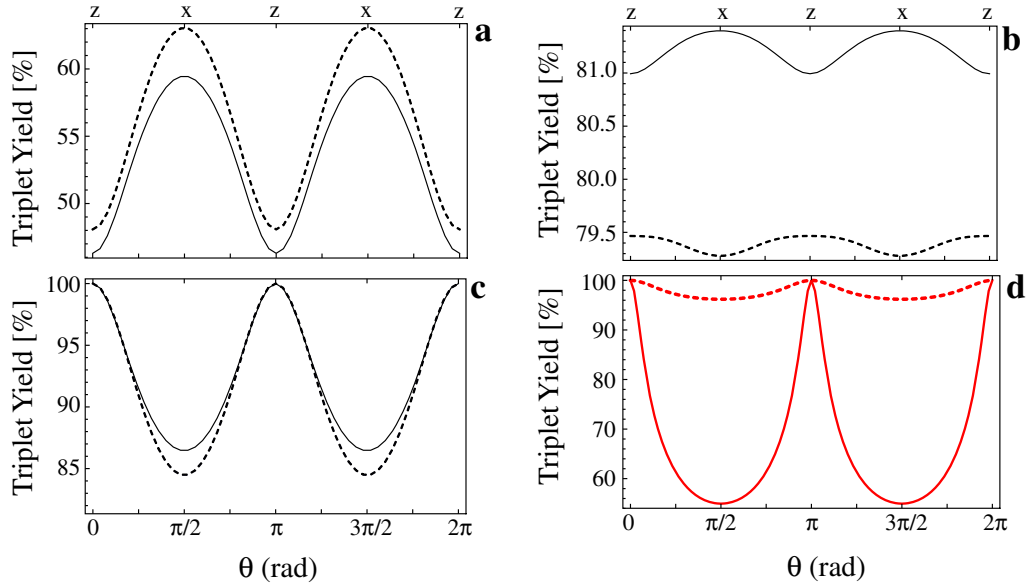 z x z x z
a
Triplet Yield [%]
60
55
50
z x z x z
b
Triplet Yield [%]
81.0
80.5
80.0
79.5
c
Triplet Yield [%]
100
95
90
85
0 π/2 π 3π/2 2π
θ (rad)
d
Triplet Yield [%]
100
90
80
70
60
0 π/2 π 3π/2 2π
θ (rad)